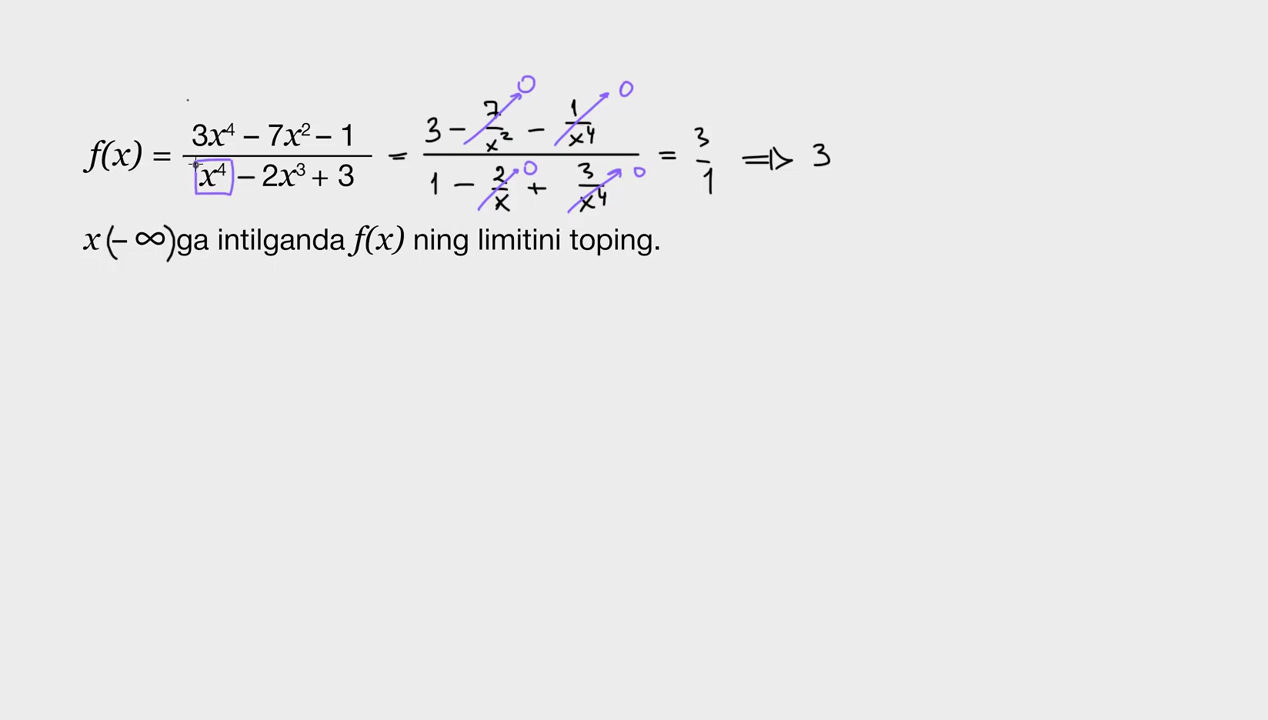 f(x) = (3x⁴ – 7x² – 1)/(x⁴ – 2x³ + 3) = (3 – 7/x² – 1/x⁴)/(1 – 2/x + 3/x⁴) = 3/1 ⇒ 3
0 0
0 0
x (– ∞)ga intilganda f(x) ning limitini toping.